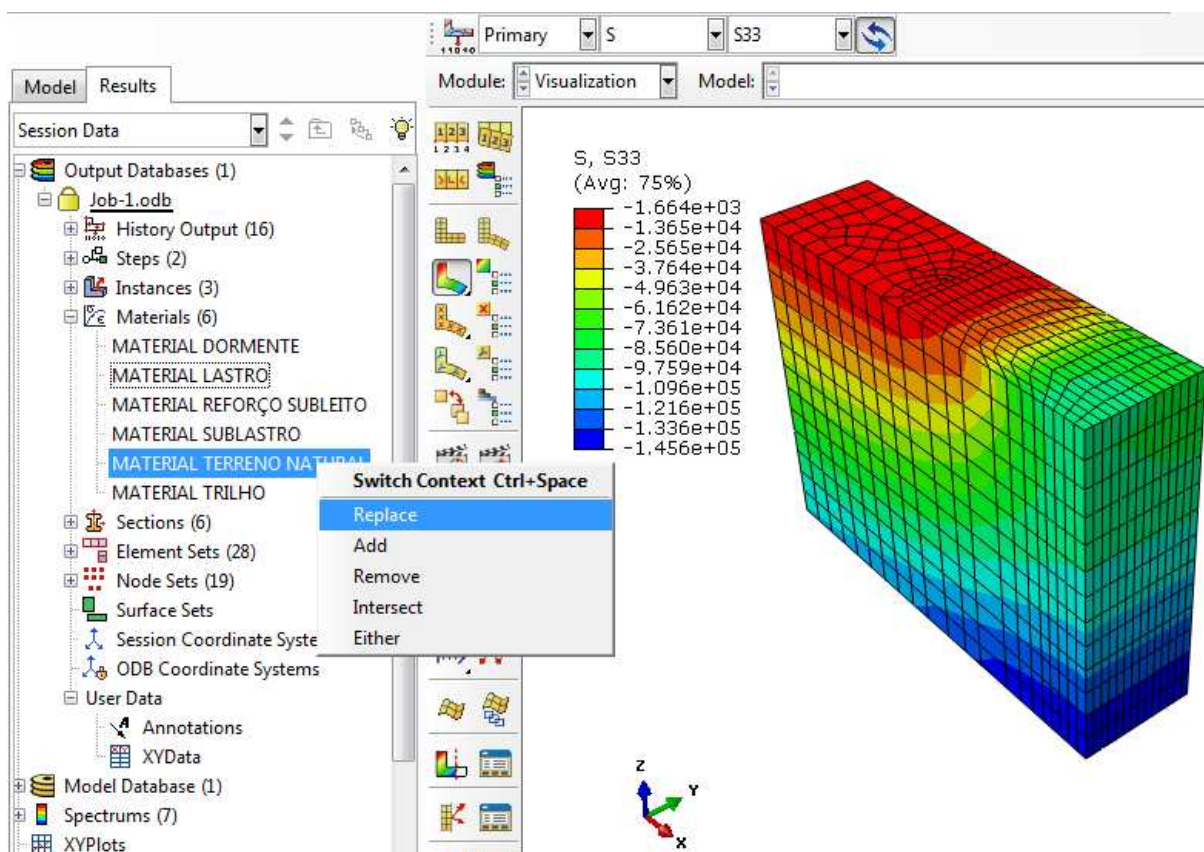 Primary S S33
Model Results
Module: Visualization Model:
Session Data
Output Databases (1)
Job-1.odb
History Output (16)
Steps (2)
Instances (3)
Materials (6)
MATERIAL DORMENTE
MATERIAL LASTRO
MATERIAL REFORÇO SUBLEITO
MATERIAL SUBLASTRO
MATERIAL TERRENO NATURAL
MATERIAL TRILHO
Sections (6)
Element Sets (28)
Node Sets (19)
Surface Sets
Session Coordinate Syste
ODB Coordinate Systems
User Data
Annotations
XYData
Model Database (1)
Spectrums (7)
XYPlots
Switch Context Ctrl+Space
Replace
Add
Remove
Intersect
Either
S, S33
(Avg: 75%)
-1.664e+03
-1.365e+04
-2.565e+04
-3.764e+04
-4.963e+04
-6.162e+04
-7.361e+04
-8.560e+04
-9.759e+04
-1.096e+05
-1.216e+05
-1.336e+05
-1.456e+05
Z
Y
X